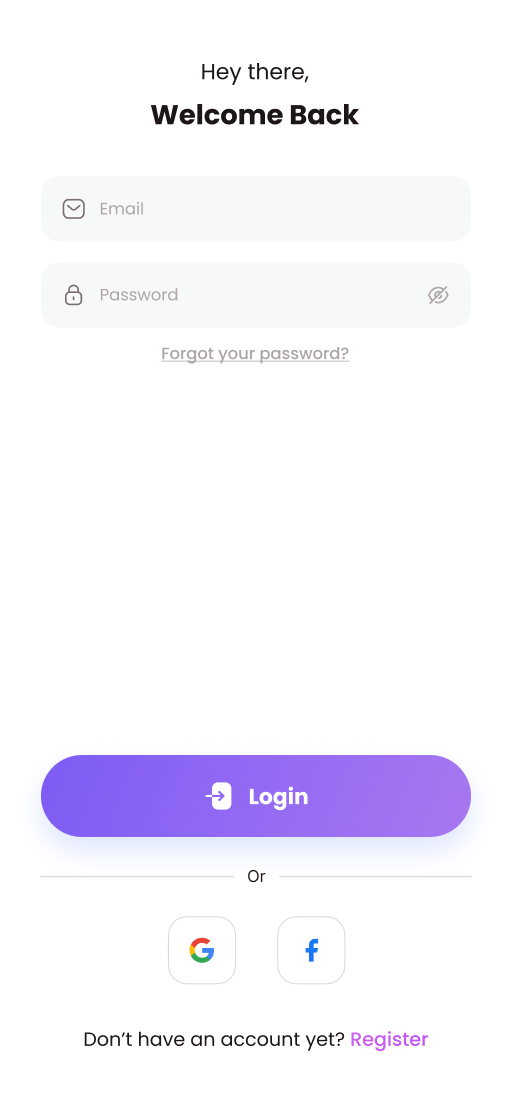 Hey there,
Welcome Back
Email
Password
Forgot your password?
Login
Or
Don’t have an account yet? Register